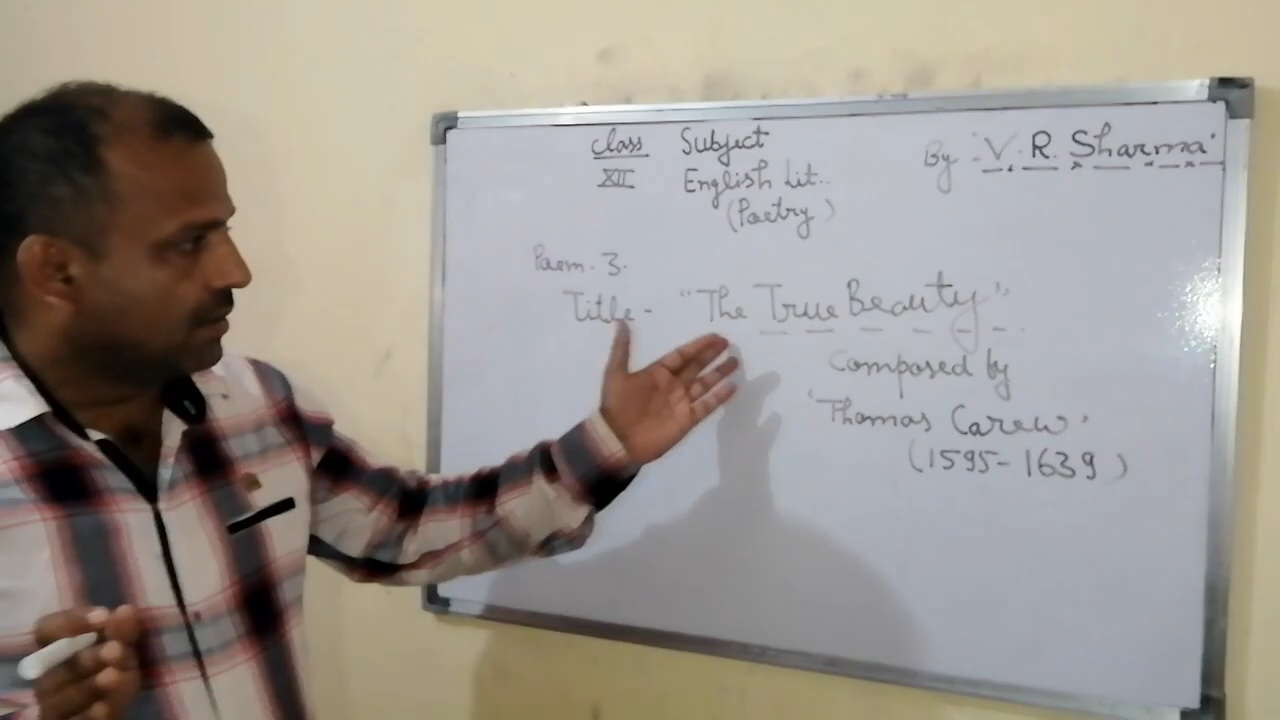 Class Subject By :- 'V. R. Sharma'
XII English Lit..
(Poetry)
Poem. 3.
Title - "The True Beauty"
Composed by
'Thomas Carew'
(1595-1639)